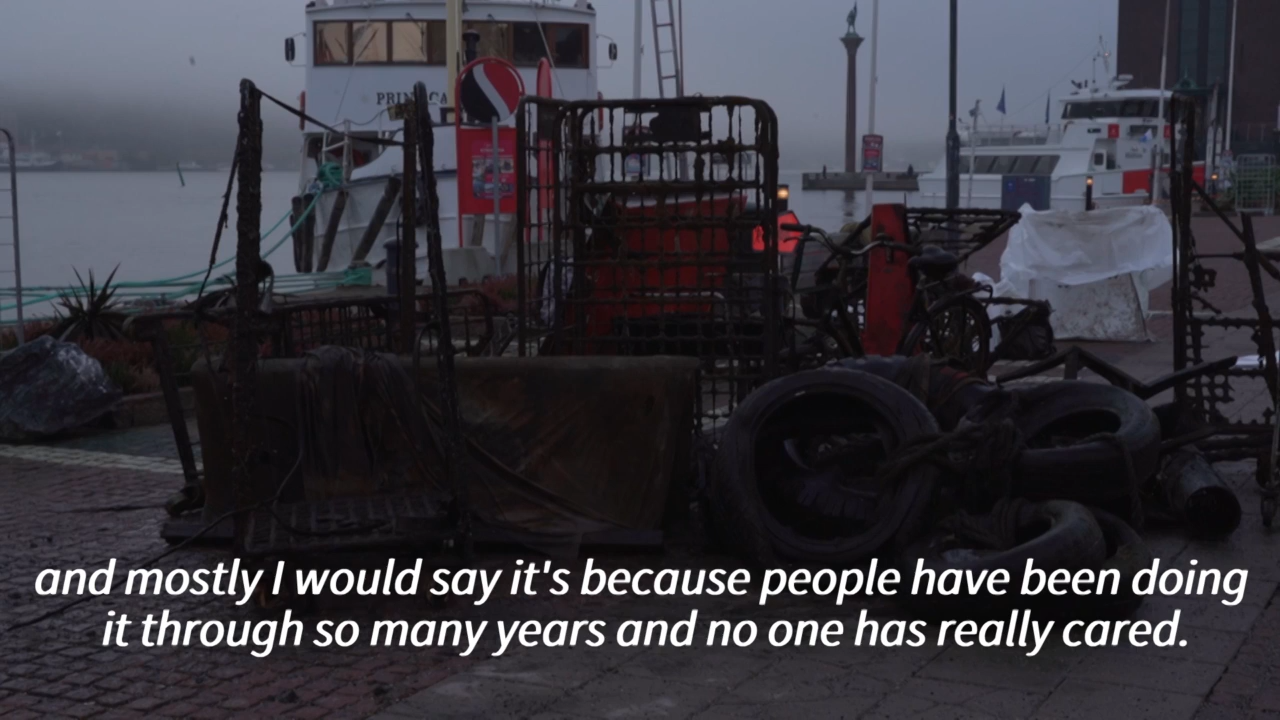 and mostly I would say it's because people have been doing
it through so many years and no one has really cared.